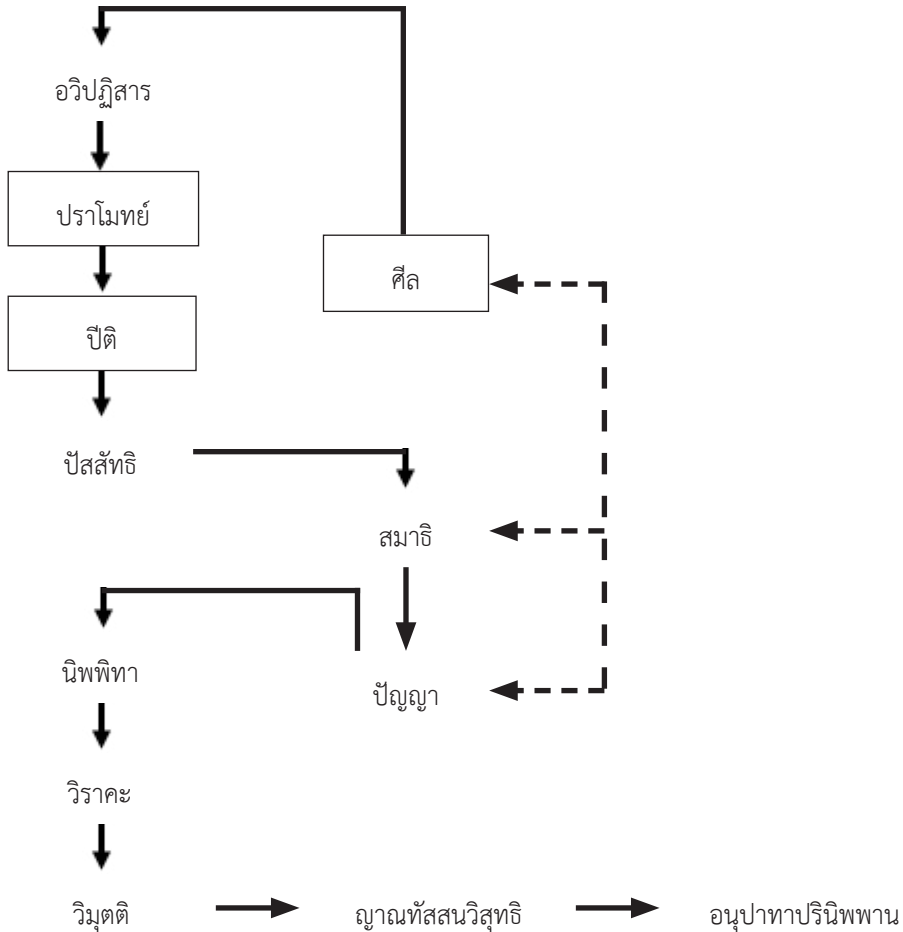 อวิปฏิสาร
ปราโมทย์
ศีล
ปีติ
ปัสสัทธิ
สมาธิ
นิพพิทา
ปัญญา
วิราคะ
วิมุตติ ญาณทัสสนวิสุทธิ อนุปาทาปรินิพพาน